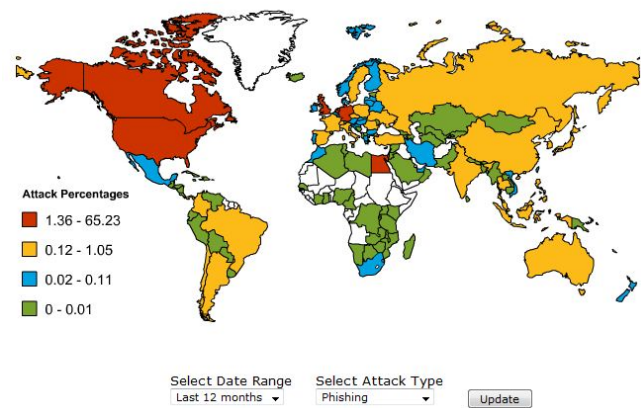 Attack Percentages
1.36 - 65.23
0.12 - 1.05
0.02 - 0.11
0 - 0.01
Select Date Range
Select Attack Type
Last 12 months
Phishing
Update